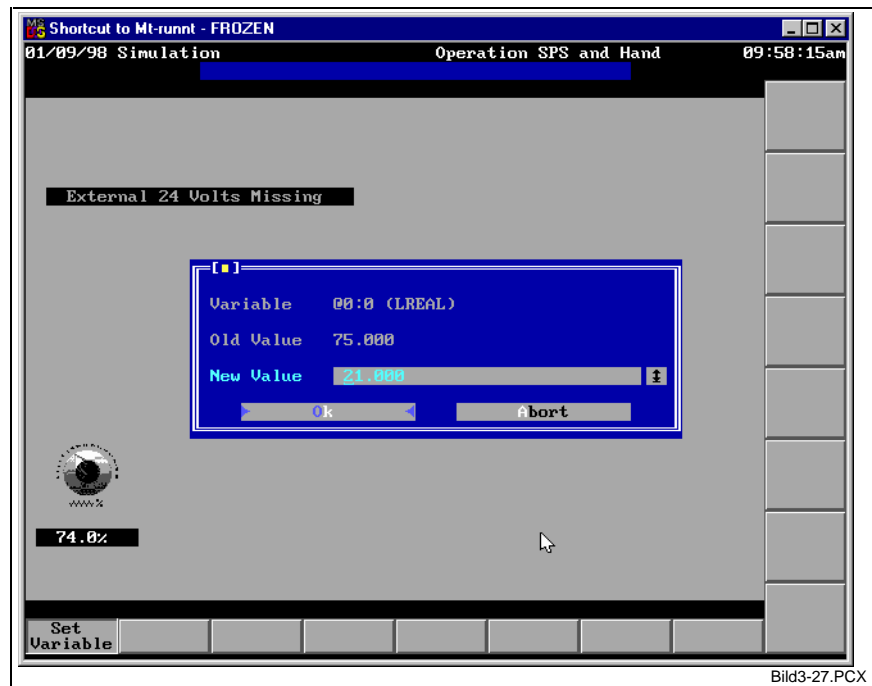 Shortcut to Mt-runnt - FROZEN
01/09/98 Simulation Operation SPS and Hand 09:58:15am
External 24 Volts Missing
Variable @0:0 (LREAL)
Old Value 75.000
New Value 21.000
Ok Abort
74.0%
Set
Variable
Bild3-27.PCX